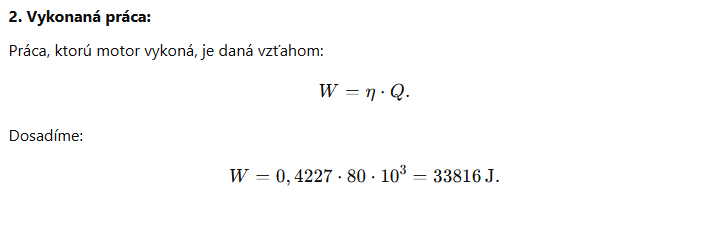 2. Vykonaná práca:
Práca, ktorú motor vykoná, je daná vzťahom:
W = η · Q.
Dosadíme:
W = 0,4227 · 80 · 10³ = 33816 J.